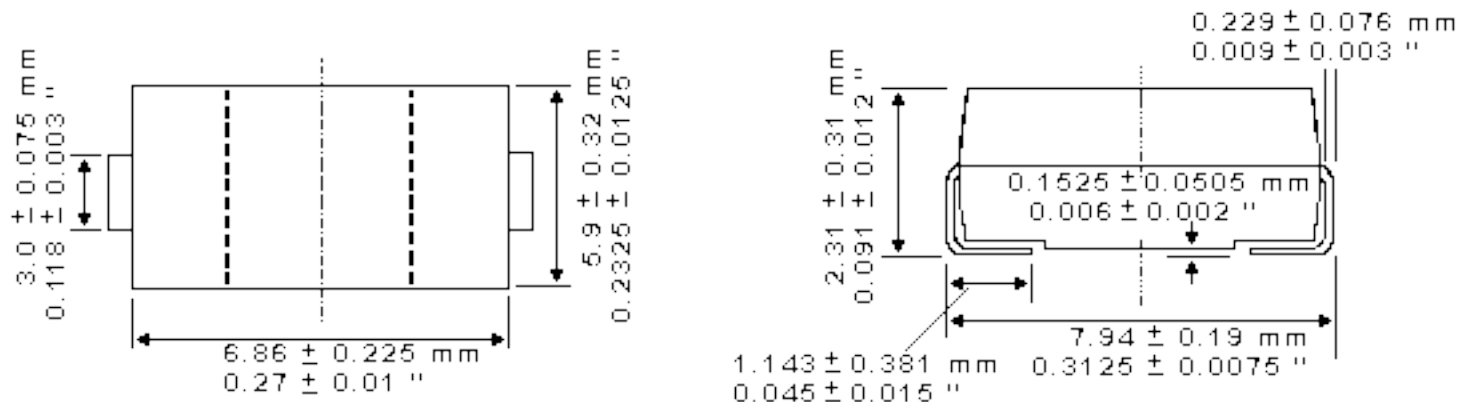 3.0 ± 0.075 mm
0.118 ± 0.003 "
5.9 ± 0.32 mm
0.2325 ± 0.0125"
6.86 ± 0.225 mm
0.27 ± 0.01 "
0.229 ± 0.076 mm
0.009 ± 0.003 "
2.31 ± 0.31 mm
0.091 ± 0.012 "
0.1525 ± 0.0505 mm
0.006 ± 0.002 "
7.94 ± 0.19 mm
0.3125 ± 0.0075 "
1.143 ± 0.381 mm
0.045 ± 0.015 "